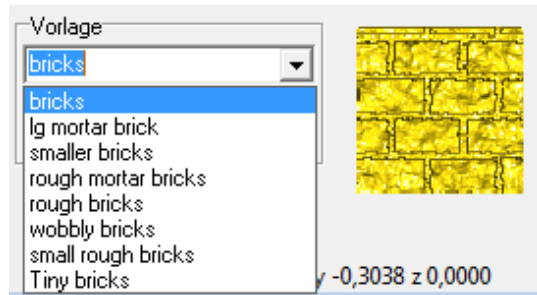 Vorlage
bricks
bricks
lg mortar brick
smaller bricks
rough mortar bricks
rough bricks
wobbly bricks
small rough bricks
Tiny bricks
-0,3038 z 0,0000